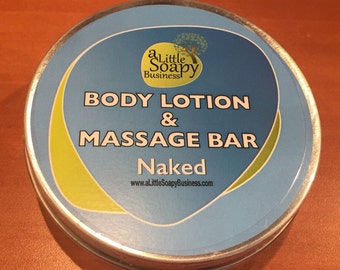 a Little
Soapy
Business
BODY LOTION
&
MASSAGE BAR
Naked
www.aLittleSoapyBusiness.com